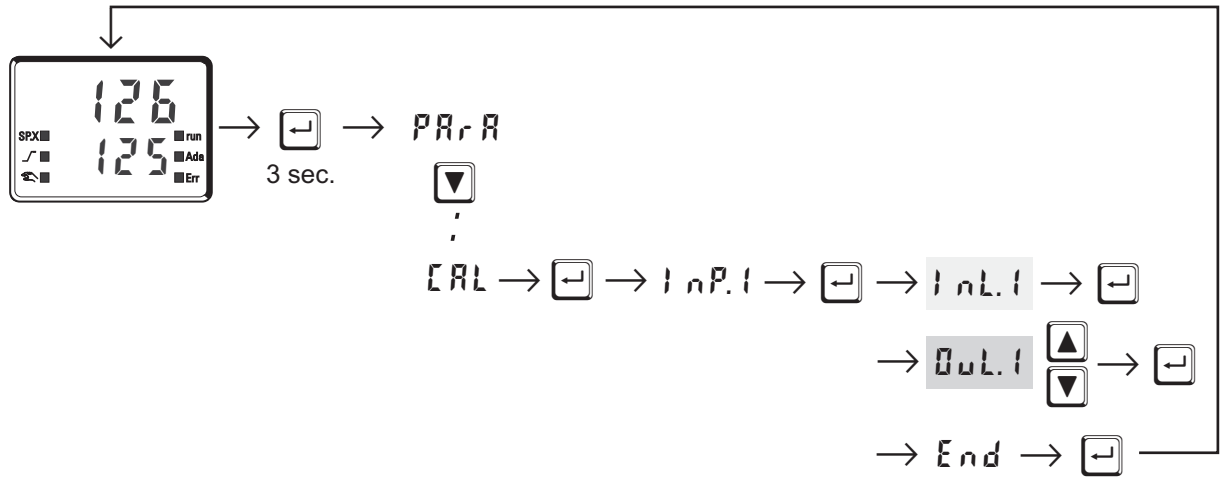 126
SP.X run
125 Ada
Err
3 sec.
PArA
CAL InP.1 InL.1
OuL.1
End